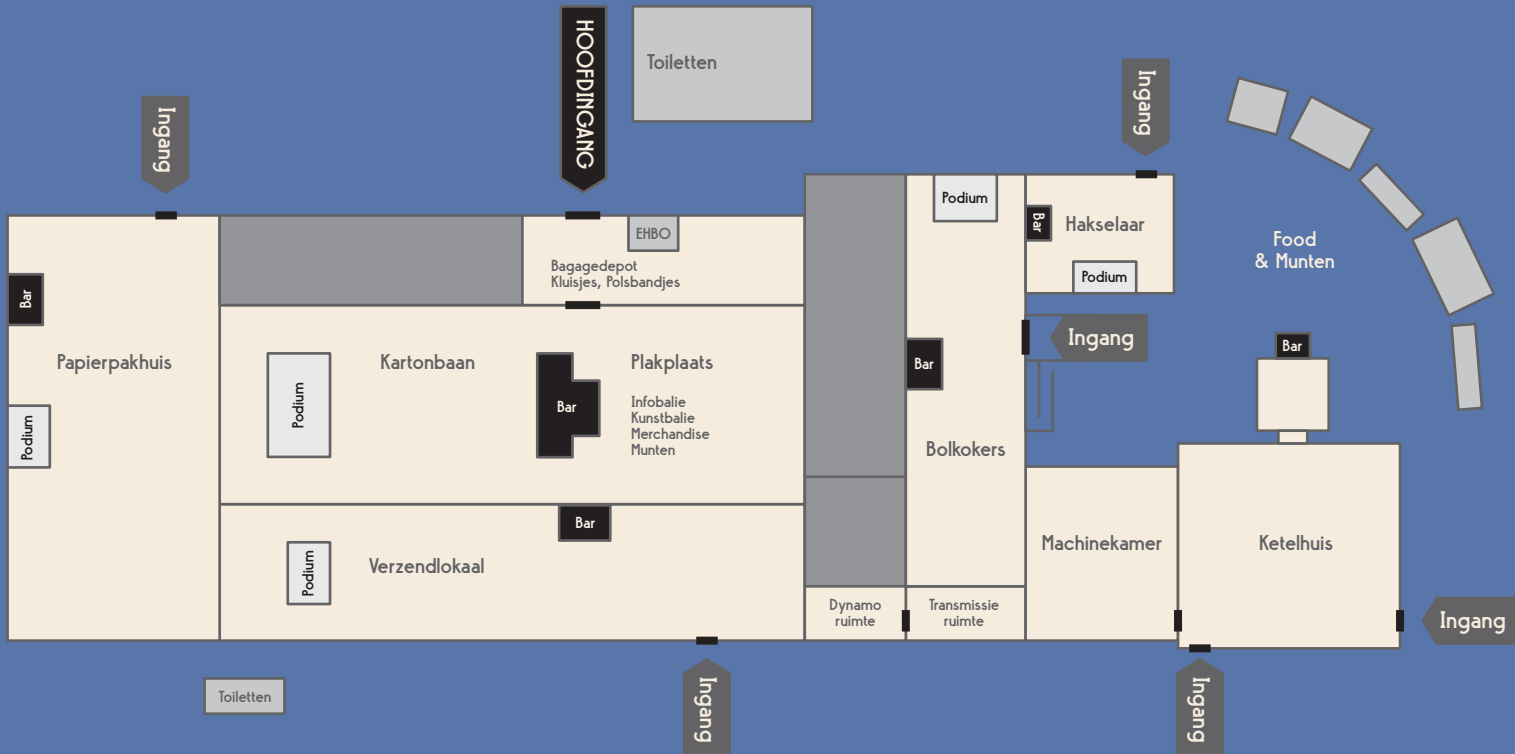 HOOFDINGANG
Toiletten
Ingang
Ingang
Podium
Bar
Hakselaar
Podium
EHBO
Bagagedepot
Kluisjes, Polsbandjes
Food
& Munten
Bar
Papierpakhuis
Podium
Podium
Kartonbaan
Bar
Plakplaats
Infobalie
Kunstbalie
Merchandise
Munten
Bar
Ingang
Bar
Bolkokers
Bar
Verzendlokaal
Podium
Dynamo
ruimte
Transmissie
ruimte
Machinekamer
Ketelhuis
Ingang
Toiletten
Ingang
Ingang